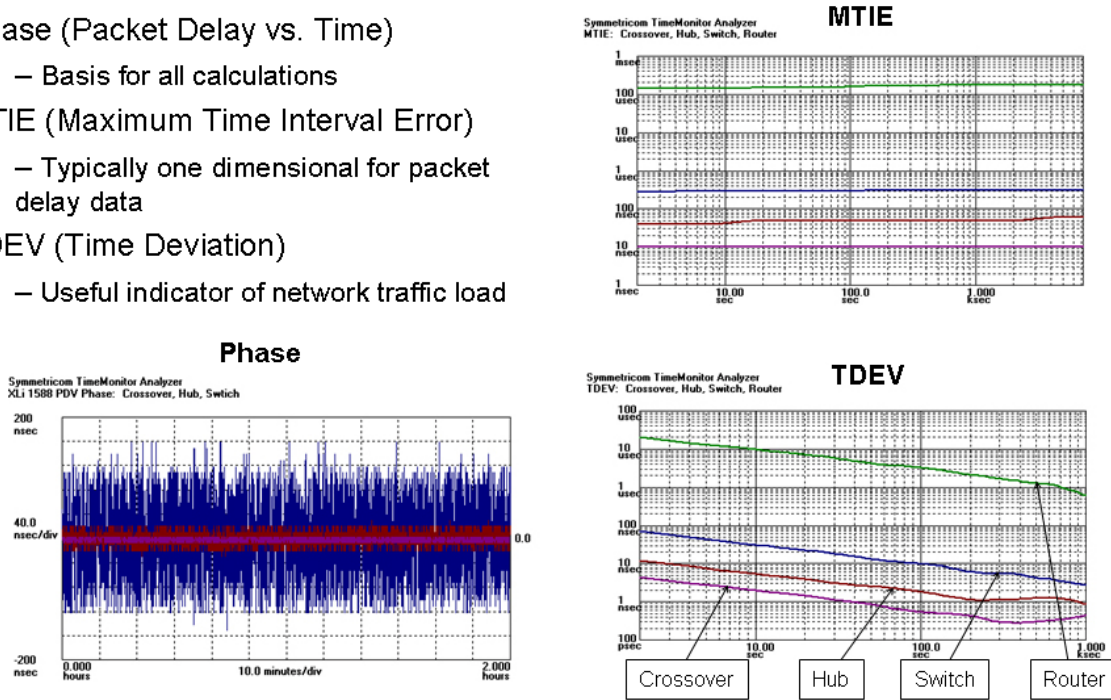 ase (Packet Delay vs. Time)
– Basis for all calculations
TIE (Maximum Time Interval Error)
– Typically one dimensional for packet
delay data
DEV (Time Deviation)
– Useful indicator of network traffic load
MTIE
Symmetricom TimeMonitor Analyzer
MTIE: Crossover, Hub, Switch, Router
1
msec
100
usec
10
usec
1
usec
100
nsec
10
nsec
1
nsec
10.00
sec
100.0
sec
1.000
ksec
Phase
Symmetricom TimeMonitor Analyzer
XLi 1588 PDV Phase: Crossover, Hub, Swtich
200
nsec
40.0
nsec/div
-200
nsec
0.0
0.000
hours
10.0 minutes/div
2.000
hours
TDEV
Symmetricom TimeMonitor Analyzer
TDEV: Crossover, Hub, Switch, Router
100
usec
10
usec
1
usec
100
nsec
10
nsec
1
nsec
100
psec
10.00
sec
100.0
sec
1.000
ksec
Crossover
Hub
Switch
Router